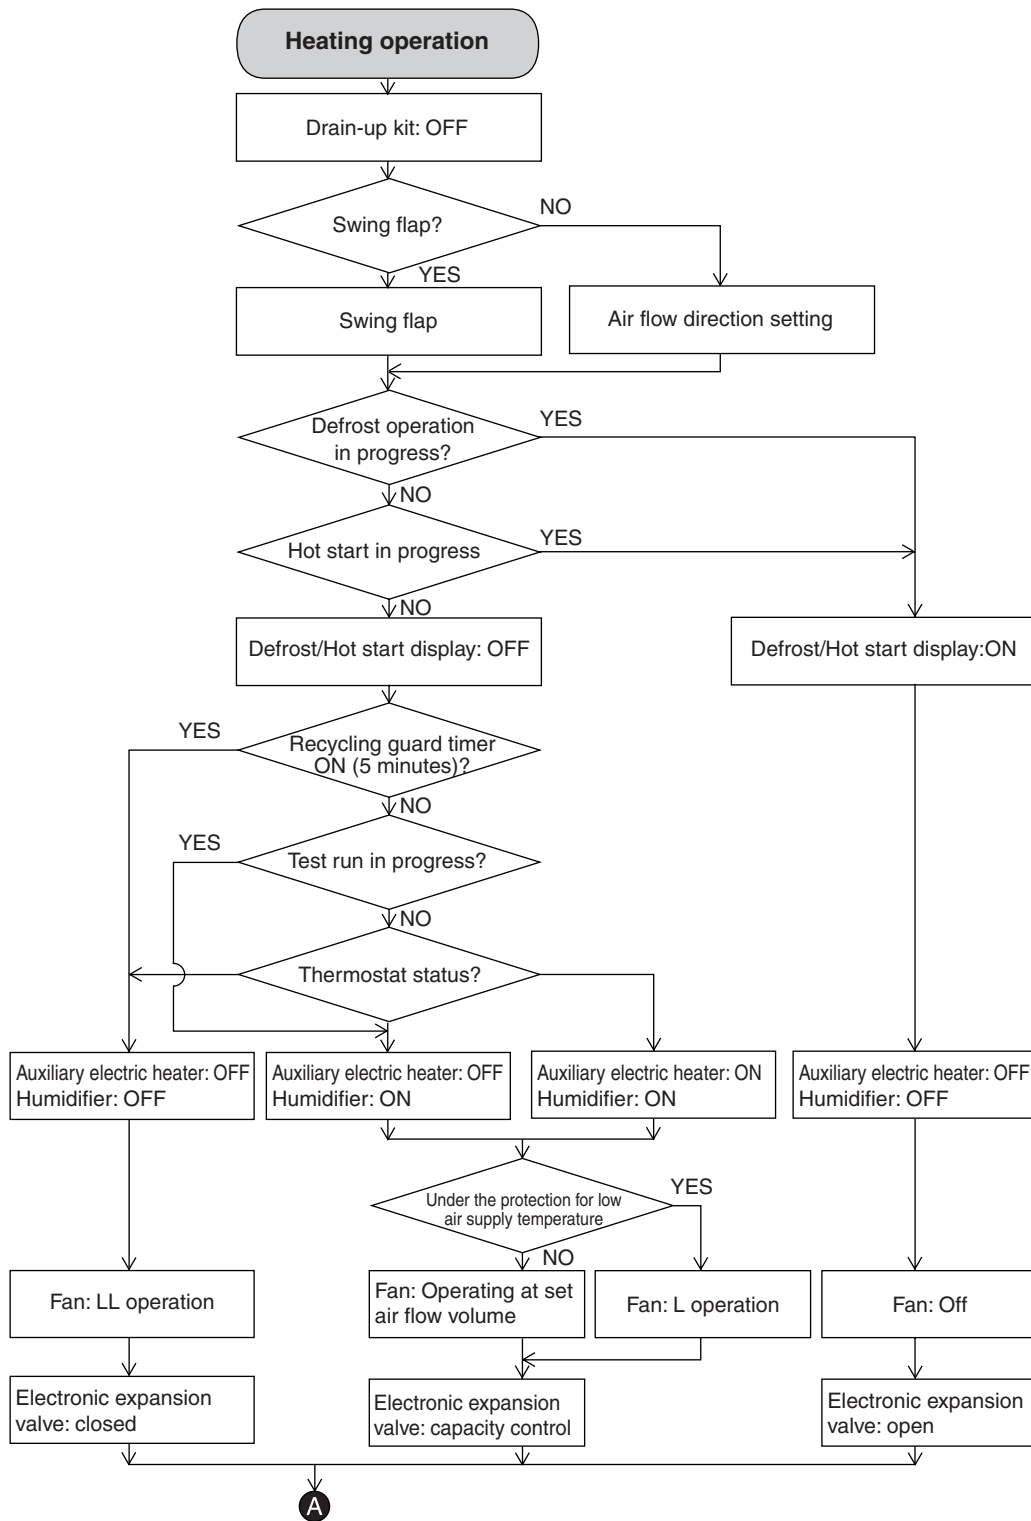 Heating operation
Drain-up kit: OFF
Swing flap?
NO
YES
Swing flap
Air flow direction setting
Defrost operation
in progress?
YES
NO
Hot start in progress
YES
NO
Defrost/Hot start display: OFF
Defrost/Hot start display:ON
YES
Recycling guard timer
ON (5 minutes)?
NO
YES
Test run in progress?
NO
Thermostat status?
Auxiliary electric heater: OFF
Humidifier: OFF
Auxiliary electric heater: OFF
Humidifier: ON
Auxiliary electric heater: ON
Humidifier: ON
Auxiliary electric heater: OFF
Humidifier: OFF
Under the protection for low
air supply temperature
YES
NO
Fan: LL operation
Fan: Operating at set
air flow volume
Fan: L operation
Fan: Off
Electronic expansion
valve: closed
Electronic expansion
valve: capacity control
Electronic expansion
valve: open
A